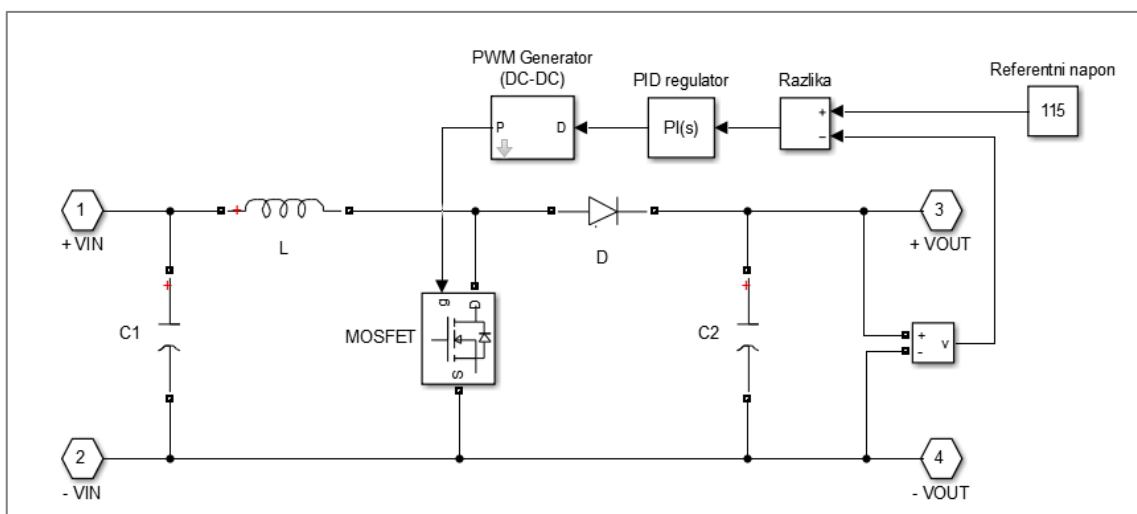 PWM Generator
(DC-DC)
PID regulator
Razlika
Referentni napon
P
D
PI(s)
+
−
115
1
+ VIN
+
L
D
3
+ VOUT
+
C1
g
D
MOSFET
S
+
C2
+
-
v
2
- VIN
4
- VOUT